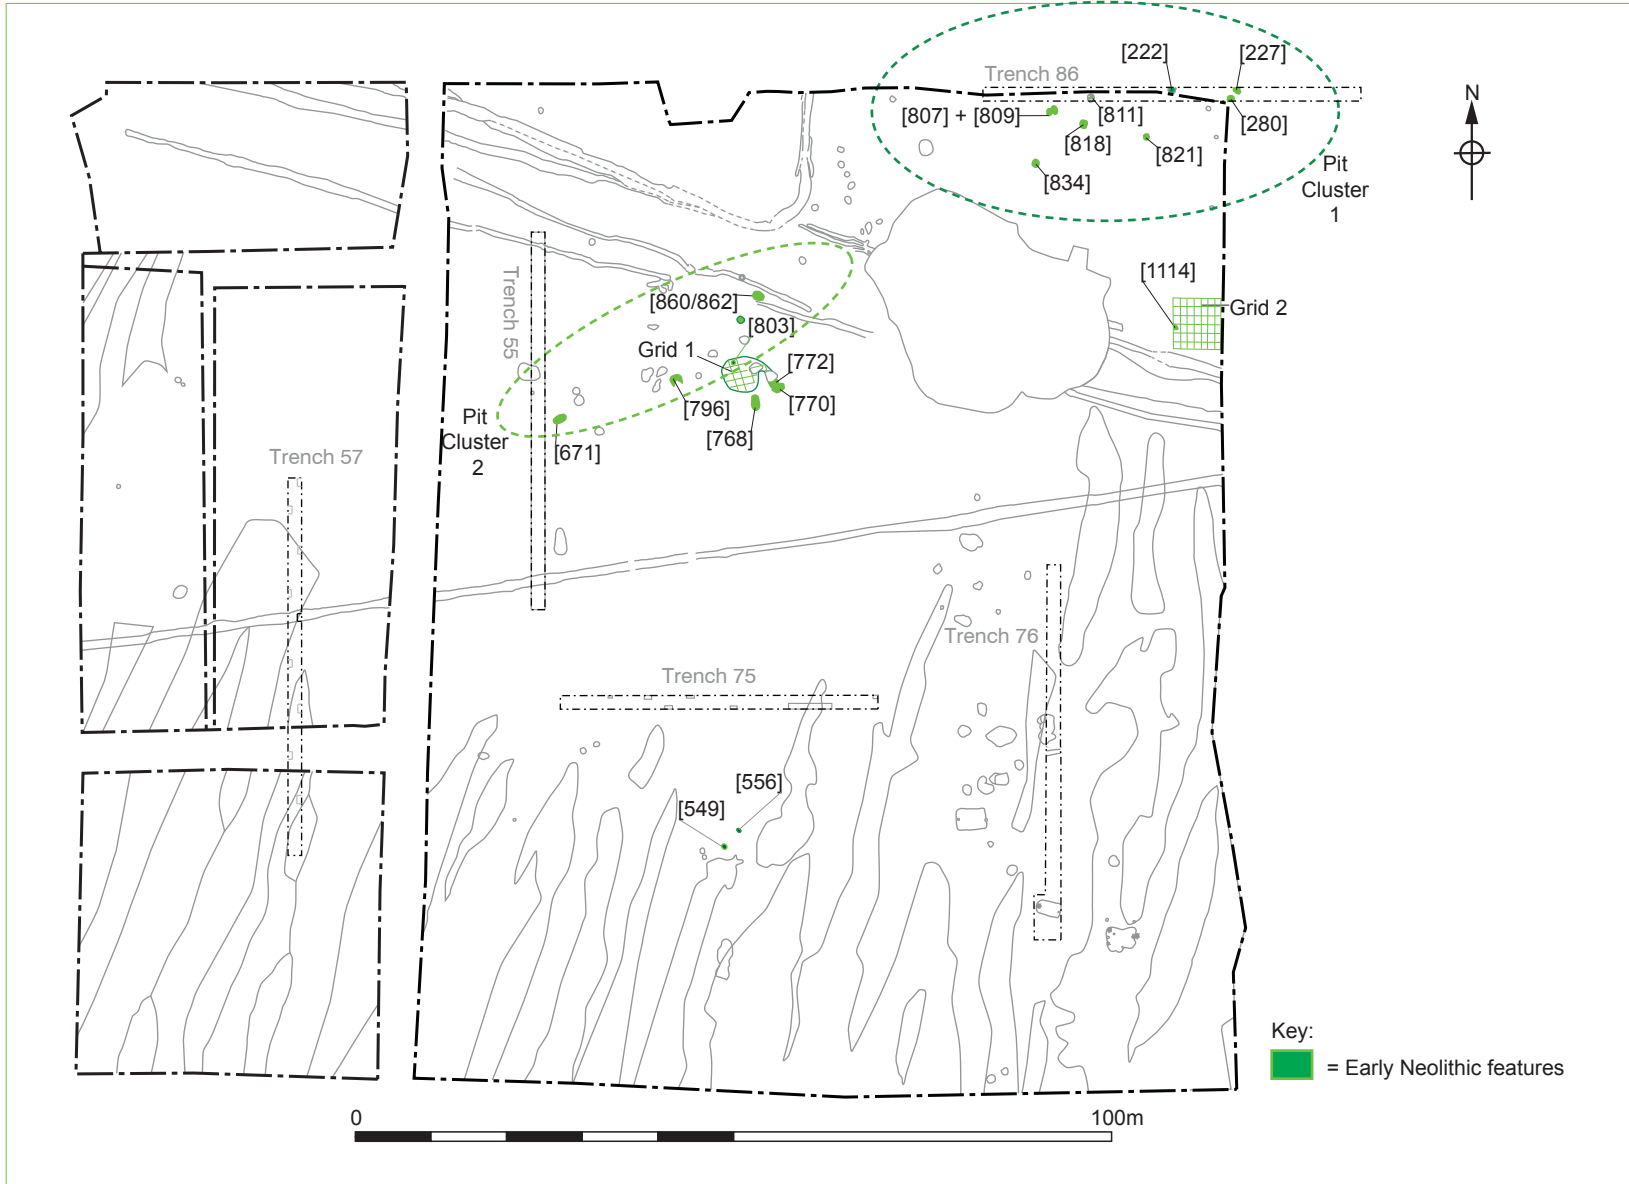 [222]
[227]
Trench 86
N
[807] + [809]
[811]
[280]
[818]
[821]
[834]
Pit
Cluster
1
[1114]
Trench 55
[860/862]
Grid 2
[803]
Grid 1
[772]
[770]
[796]
Pit
Cluster
2
[768]
[671]
Trench 57
Trench 76
Trench 75
[556]
[549]
Key:
= Early Neolithic features
0
100m